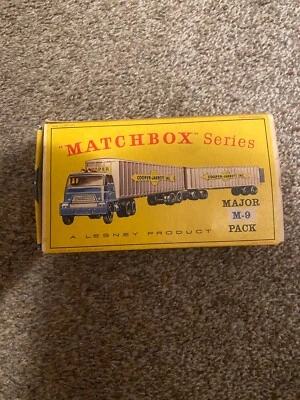 "MATCHBOX" Series
COOPER-JARRETT INC.
COOPER-JARRETT INC.
MAJOR
M-9
PACK
A LESNEY PRODUCT